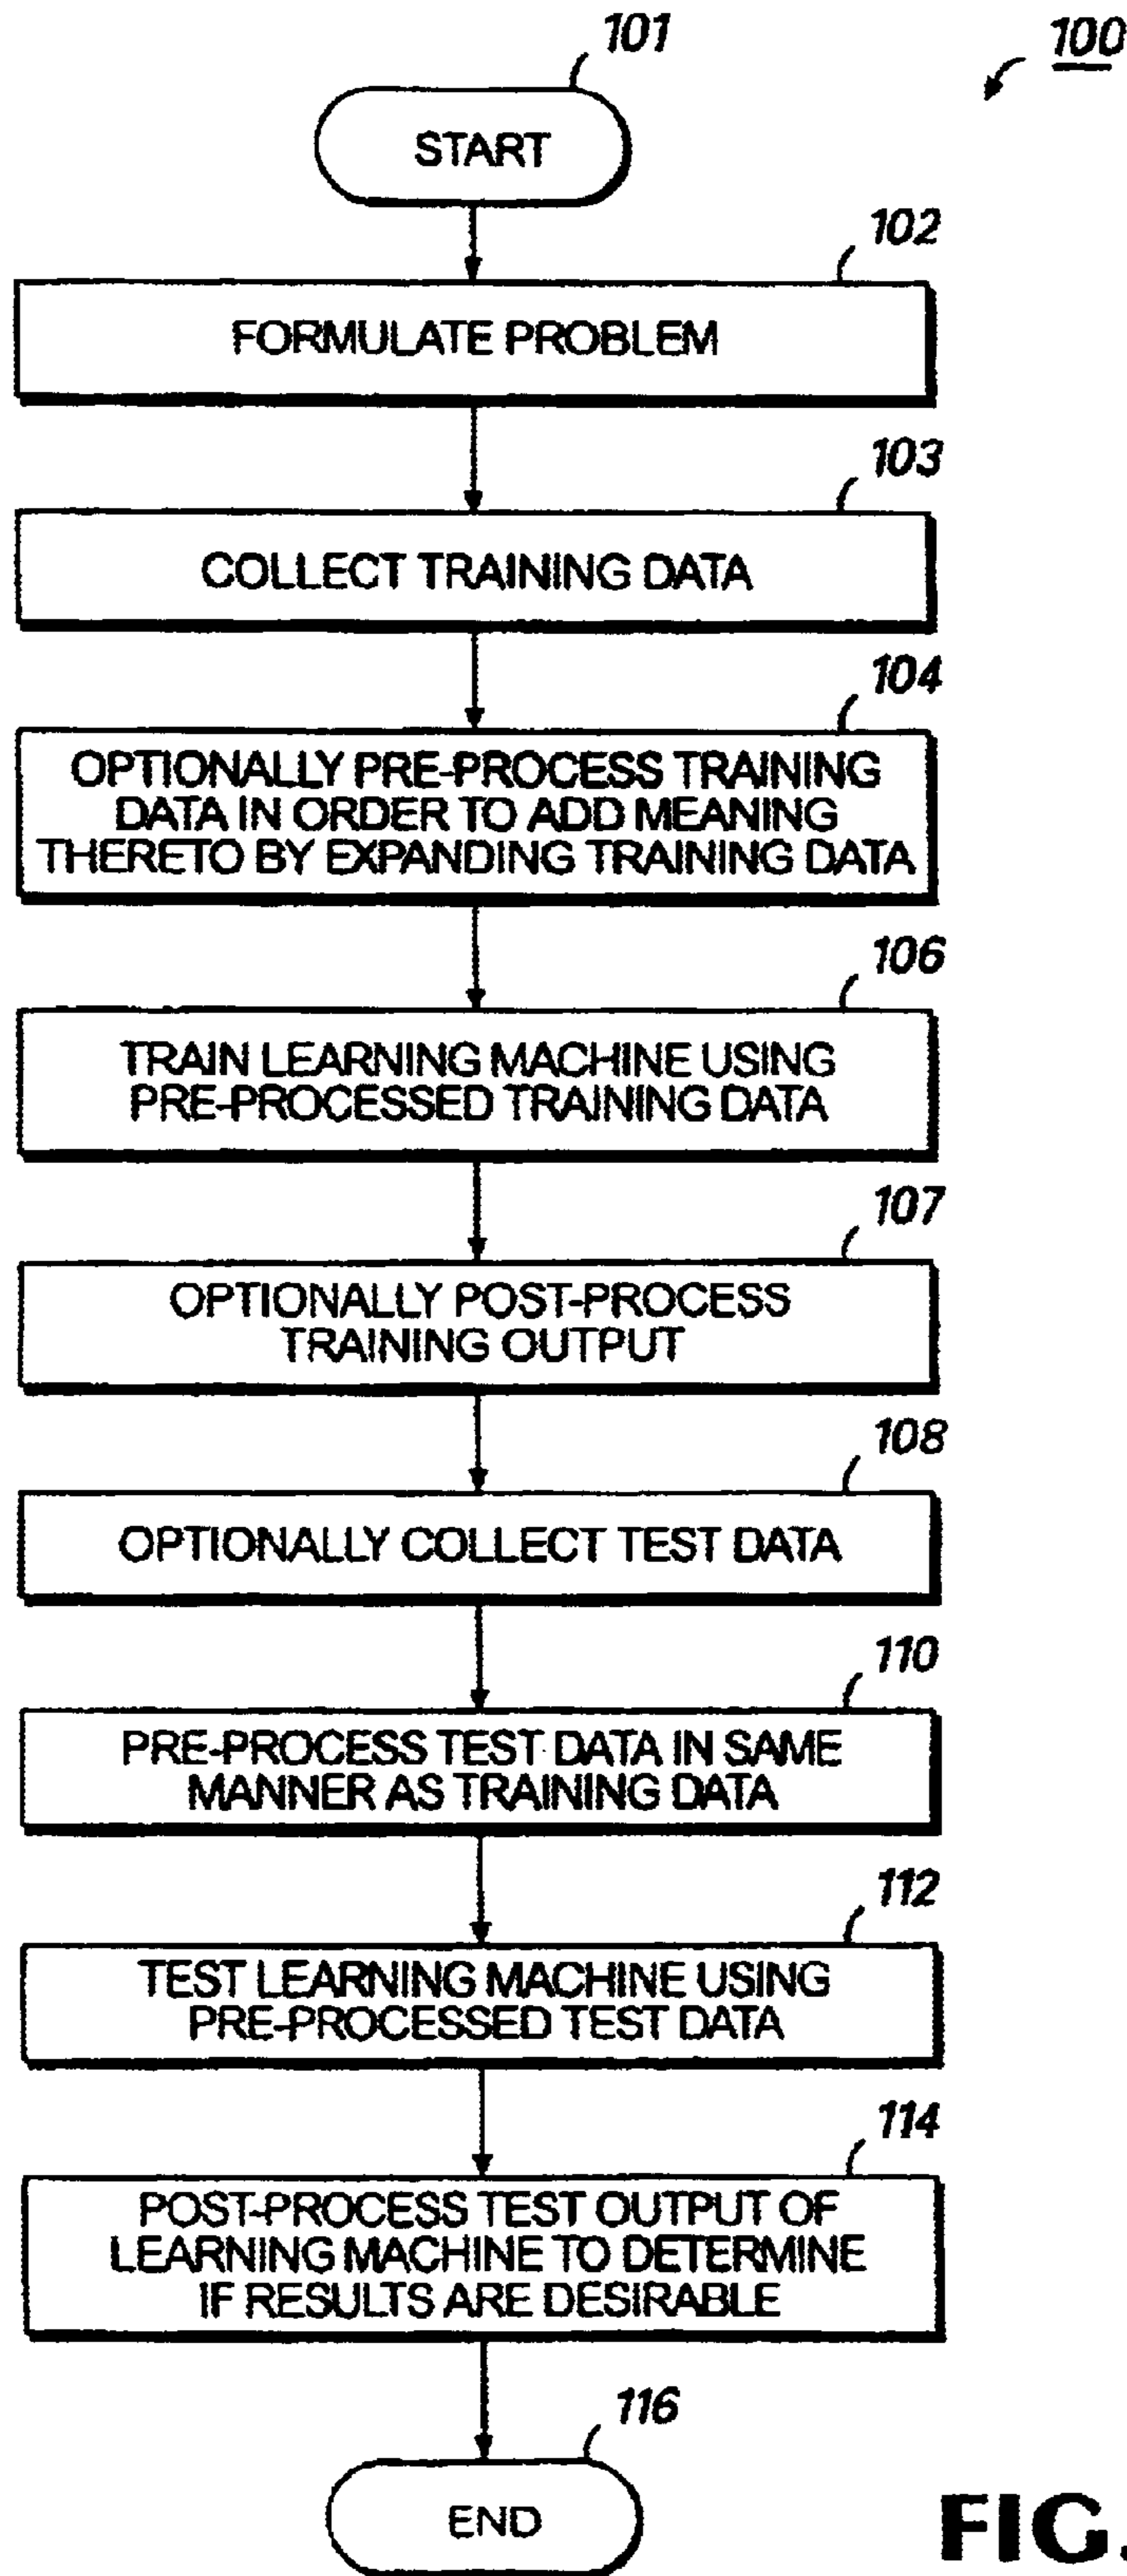 101
100
START
102
FORMULATE PROBLEM
103
COLLECT TRAINING DATA
104
OPTIONALLY PRE-PROCESS TRAINING
DATA IN ORDER TO ADD MEANING
THERETO BY EXPANDING TRAINING DATA
106
TRAIN LEARNING MACHINE USING
PRE-PROCESSED TRAINING DATA
107
OPTIONALLY POST-PROCESS
TRAINING OUTPUT
108
OPTIONALLY COLLECT TEST DATA
110
PRE-PROCESS TEST DATA IN SAME
MANNER AS TRAINING DATA
112
TEST LEARNING MACHINE USING
PRE-PROCESSED TEST DATA
114
POST-PROCESS TEST OUTPUT OF
LEARNING MACHINE TO DETERMINE
IF RESULTS ARE DESIRABLE
116
END
FIG.